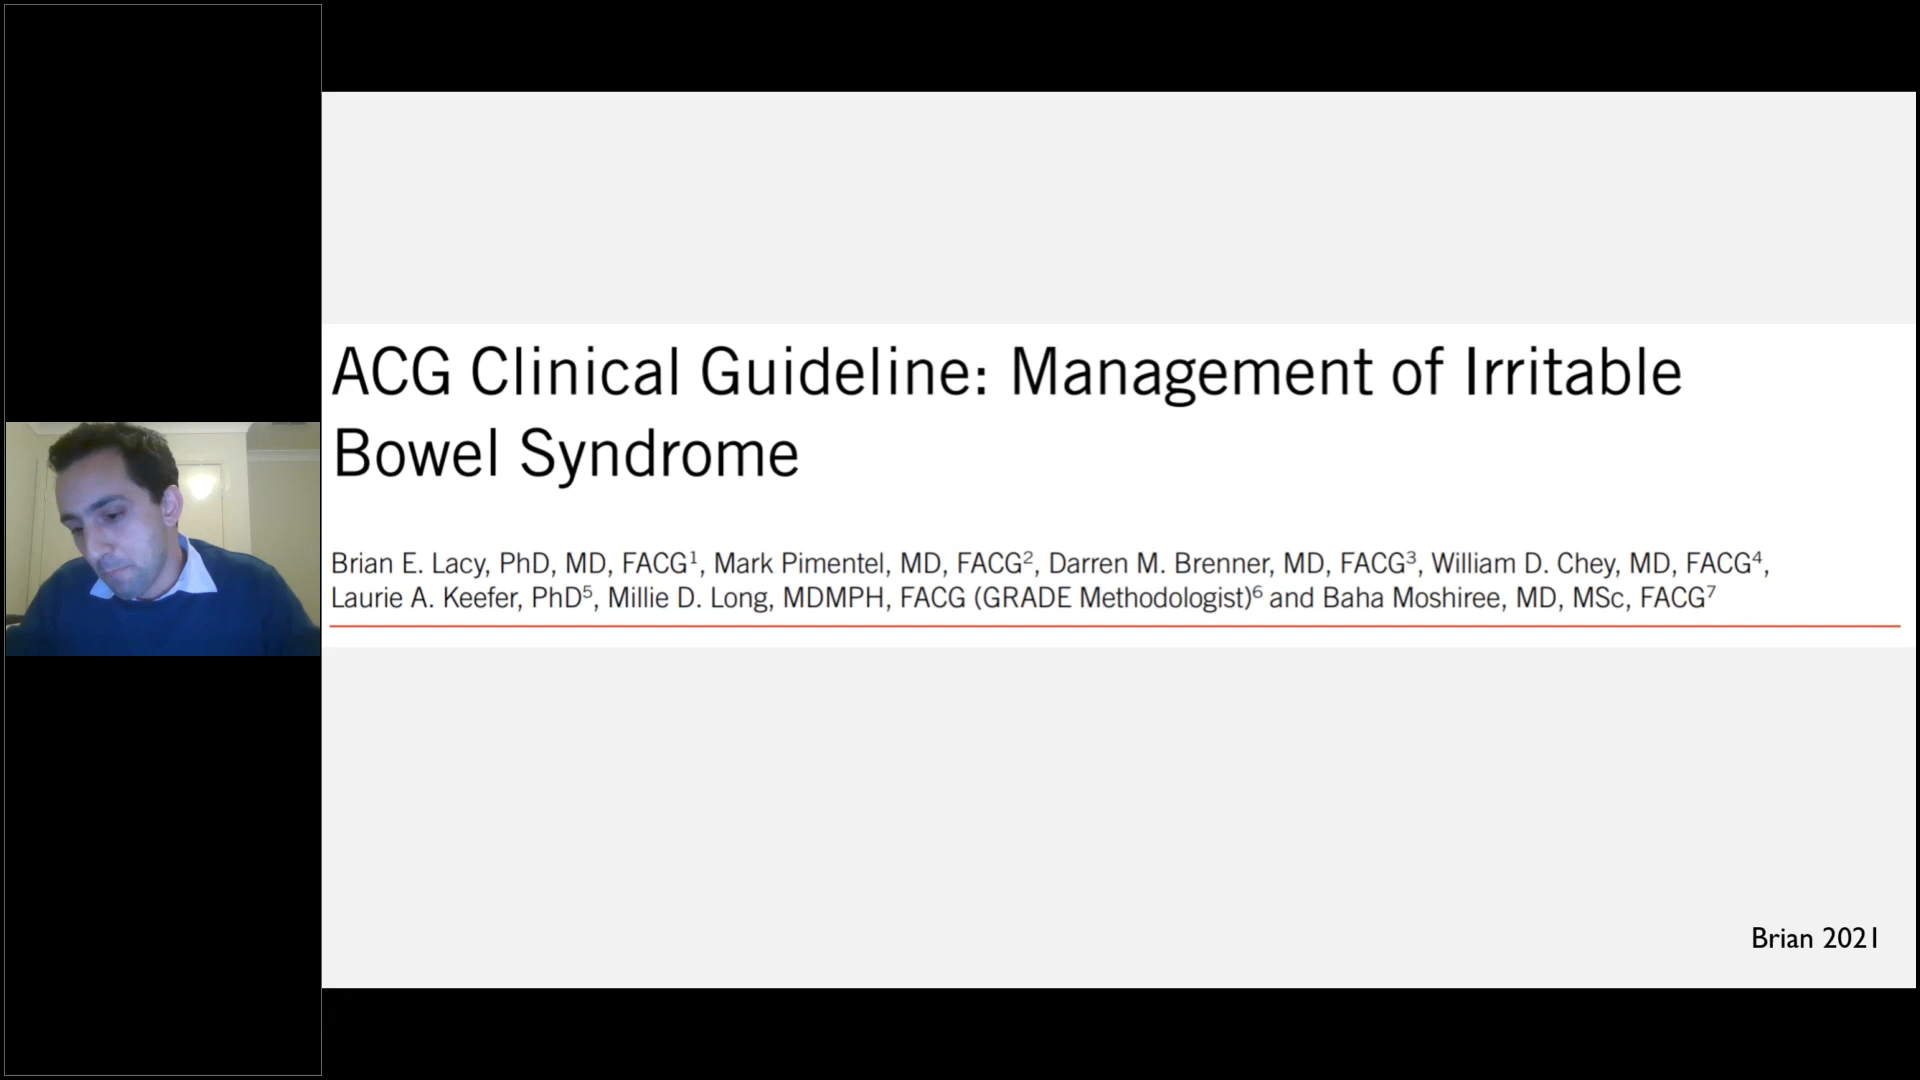 ACG Clinical Guideline: Management of Irritable
Bowel Syndrome
Brian E. Lacy, PhD, MD, FACG¹, Mark Pimentel, MD, FACG², Darren M. Brenner, MD, FACG³, William D. Chey, MD, FACG⁴,
Laurie A. Keefer, PhD⁵, Millie D. Long, MDMPH, FACG (GRADE Methodologist)⁶ and Baha Moshiree, MD, MSc, FACG⁷
Brian 2021